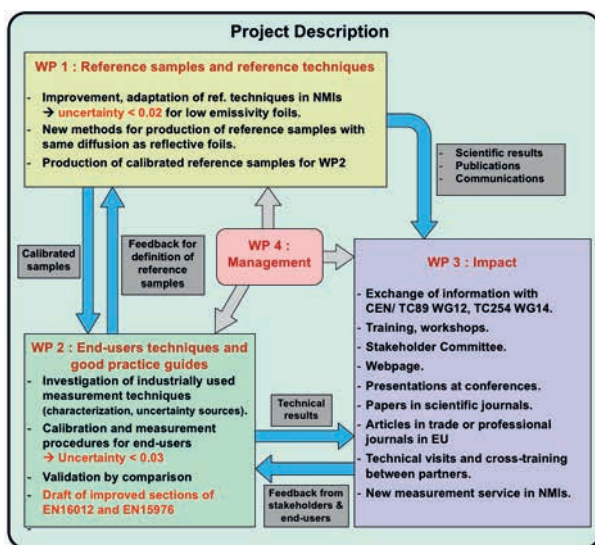 Project Description
WP 1 : Reference samples and reference techniques
- Improvement, adaptation of ref. techniques in NMIs
→ uncertainty < 0.02 for low emissivity foils.
- New methods for production of reference samples with
same diffusion as reflective foils.
- Production of calibrated reference samples for WP2
- Scientific results
- Publications
- Communications
Calibrated
samples
Feedback for
definition of
reference
samples
WP 4 :
Management
WP 3 : Impact
- Exchange of information with
CEN/ TC89 WG12, TC254 WG14.
- Training, workshops.
- Stakeholder Committee.
- Webpage.
- Presentations at conferences.
- Papers in scientific journals.
- Articles in trade or professional
journals in EU
- Technical visits and cross-training
between partners.
- New measurement service in NMIs.
WP 2 : End-users techniques and
good practice guides
- Investigation of industrially used
measurement techniques
(characterization, uncertainty sources).
- Calibration and measurement
procedures for end-users
→ Uncertainty < 0.03
- Validation by comparison
- Draft of improved sections of
EN16012 and EN15976
-
Technical
results
Feedback from
stakeholders &
end-users